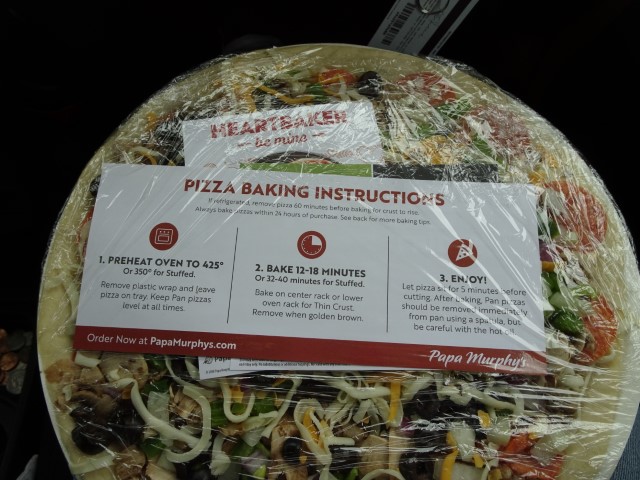 HEARTBAKER
be mine
PIZZA BAKING INSTRUCTIONS
If refrigerated, remove pizza 60 minutes before baking for crust to rise.
Always bake pizzas within 24 hours of purchase. See back for more baking tips.
1. PREHEAT OVEN TO 425°
Or 350° for Stuffed.
Remove plastic wrap and leave
pizza on tray. Keep Pan pizzas
level at all times.
2. BAKE 12-18 MINUTES
Or 32-40 minutes for Stuffed.
Bake on center rack or lower
oven rack for Thin Crust.
Remove when golden brown.
3. ENJOY!
Let pizza sit for 5 minutes before
cutting. After baking, Pan pizzas
should be removed immediately
from pan using a spatula, but
be careful with the hot oil.
Order Now at PapaMurphys.com
Papa Murphy's